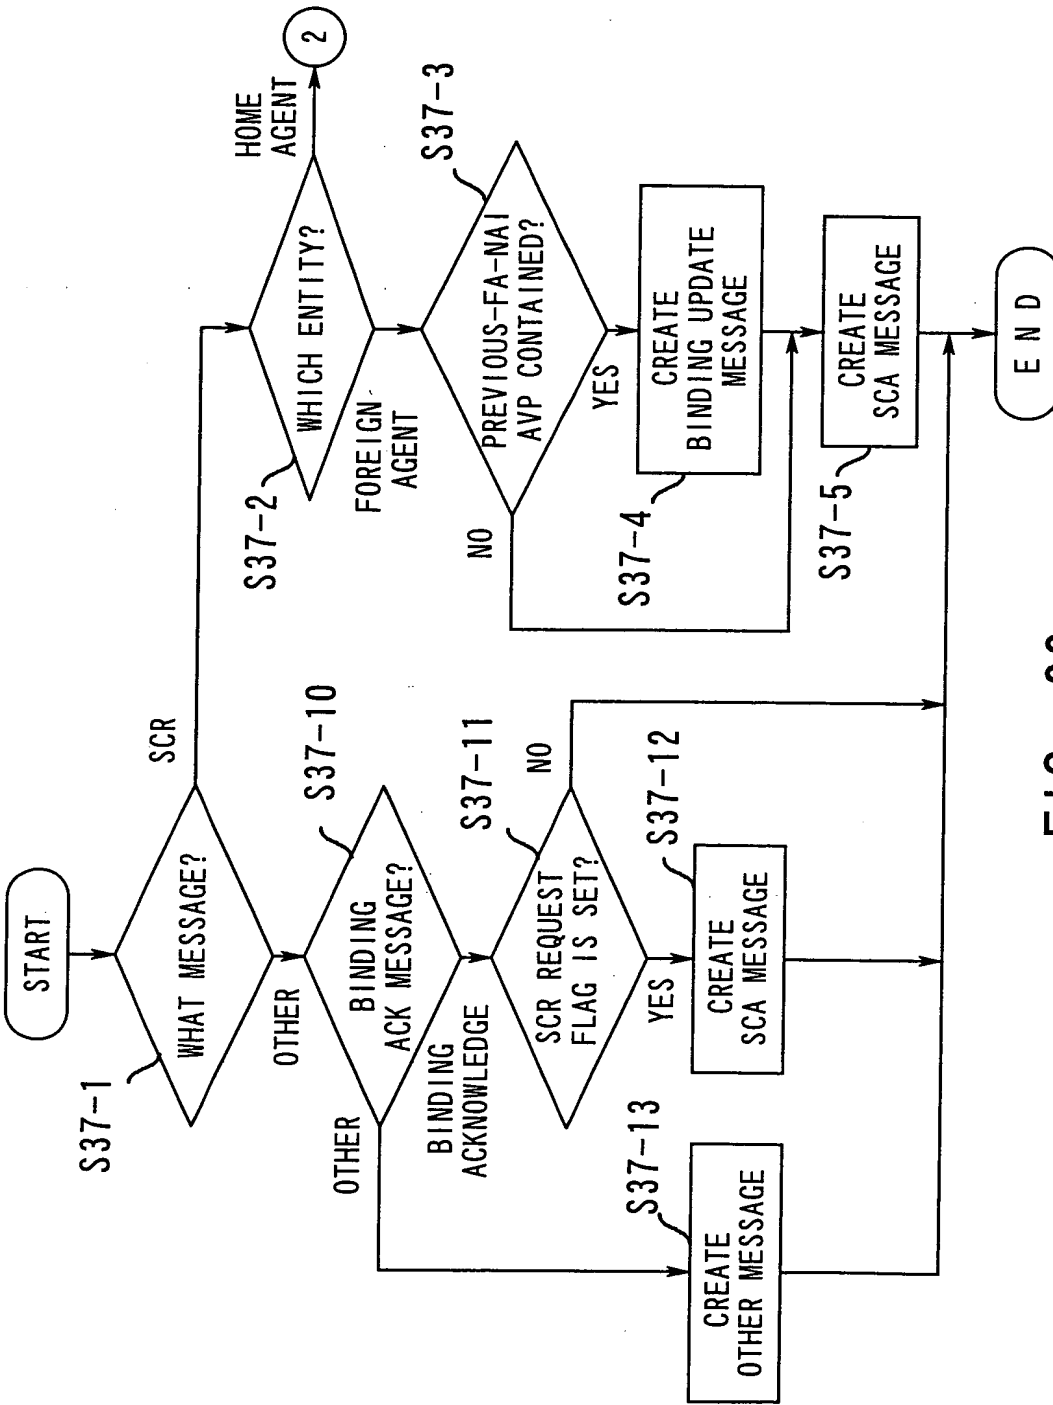 START
S37-1
WHAT MESSAGE?
SCR
OTHER
S37-2
WHICH ENTITY?
HOME
AGENT
2
FOREIGN
AGENT
S37-3
PREVIOUS-FA-NAI
AVP CONTAINED?
NO
YES
S37-4
CREATE
BINDING UPDATE
MESSAGE
S37-5
CREATE
SCA MESSAGE
S37-10
BINDING
ACK MESSAGE?
OTHER
BINDING
ACKNOWLEDGE
S37-11
SCR REQUEST
FLAG IS SET?
NO
YES
S37-12
CREATE
SCA MESSAGE
S37-13
CREATE
OTHER MESSAGE
END